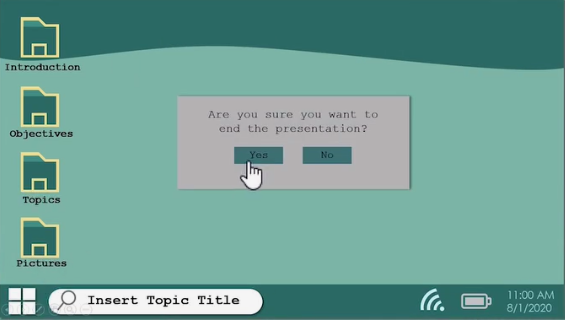 Introduction
Objectives
Topics
Pictures
Are you sure you want to
end the presentation?
Yes
No
Insert Topic Title
11:00 AM
8/1/2020